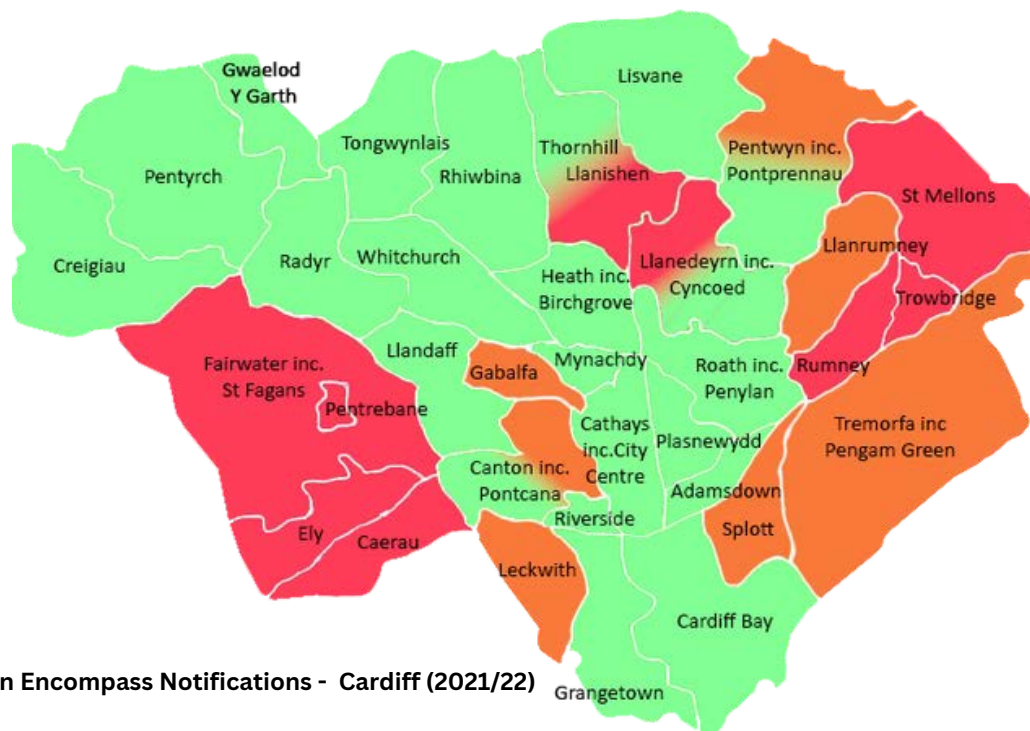 Gwaelod
Y Garth
Lisvane
Tongwynlais
Thornhill
Llanishen
Pentwyn inc.
Pontprennau
Pentyrch
Rhiwbina
St Mellons
Creigiau
Radyr
Whitchurch
Heath inc.
Birchgrove
Llanedeyrn inc.
Cyncoed
Llanrumney
Trowbridge
Fairwater inc.
St Fagans
Pentrebane
Llandaff
Gabalfa
Mynachdy
Roath inc.
Penylan
Rumney
Cathays
inc.City
Centre
Plasnewydd
Tremorfa inc
Pengam Green
Canton inc.
Pontcana
Riverside
Adamsdown
Splott
Ely
Caerau
Leckwith
Cardiff Bay
Grangetown
n Encompass Notifications - Cardiff (2021/22)